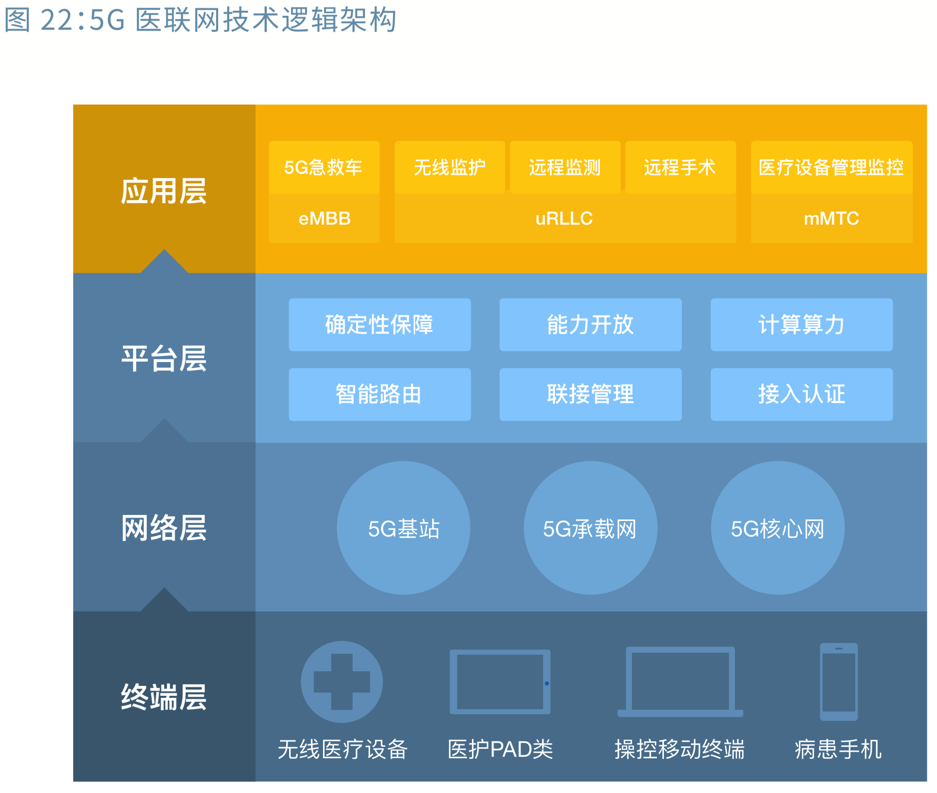 图 22:5G 医联网技术逻辑架构
应用层
5G急救车
无线监护
远程监测
远程手术
医疗设备管理监控
eMBB
uRLLC
mMTC
平台层
确定性保障
能力开放
计算算力
智能路由
联接管理
接入认证
网络层
5G基站
5G承载网
5G核心网
终端层
无线医疗设备
医护PAD类
操控移动终端
病患手机